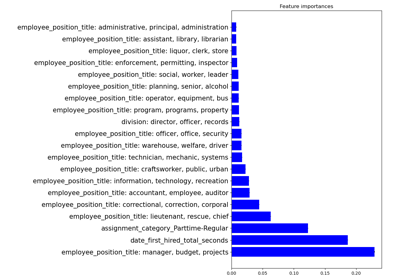 Feature importances
employee_position_title: administrative, principal, administration
employee_position_title: assistant, library, librarian
employee_position_title: liquor, clerk, store
employee_position_title: enforcement, permitting, inspector
employee_position_title: social, worker, leader
employee_position_title: planning, senior, alcohol
employee_position_title: operator, equipment, bus
employee_position_title: program, programs, property
division: director, officer, records
employee_position_title: officer, office, security
employee_position_title: warehouse, welfare, driver
employee_position_title: technician, mechanic, systems
employee_position_title: craftsworker, public, urban
employee_position_title: information, technology, recreation
employee_position_title: accountant, employee, auditor
employee_position_title: correctional, correction, corporal
employee_position_title: lieutenant, rescue, chief
assignment_category_Parttime-Regular
date_first_hired_total_seconds
employee_position_title: manager, budget, projects
0.00 0.05 0.10 0.15 0.20